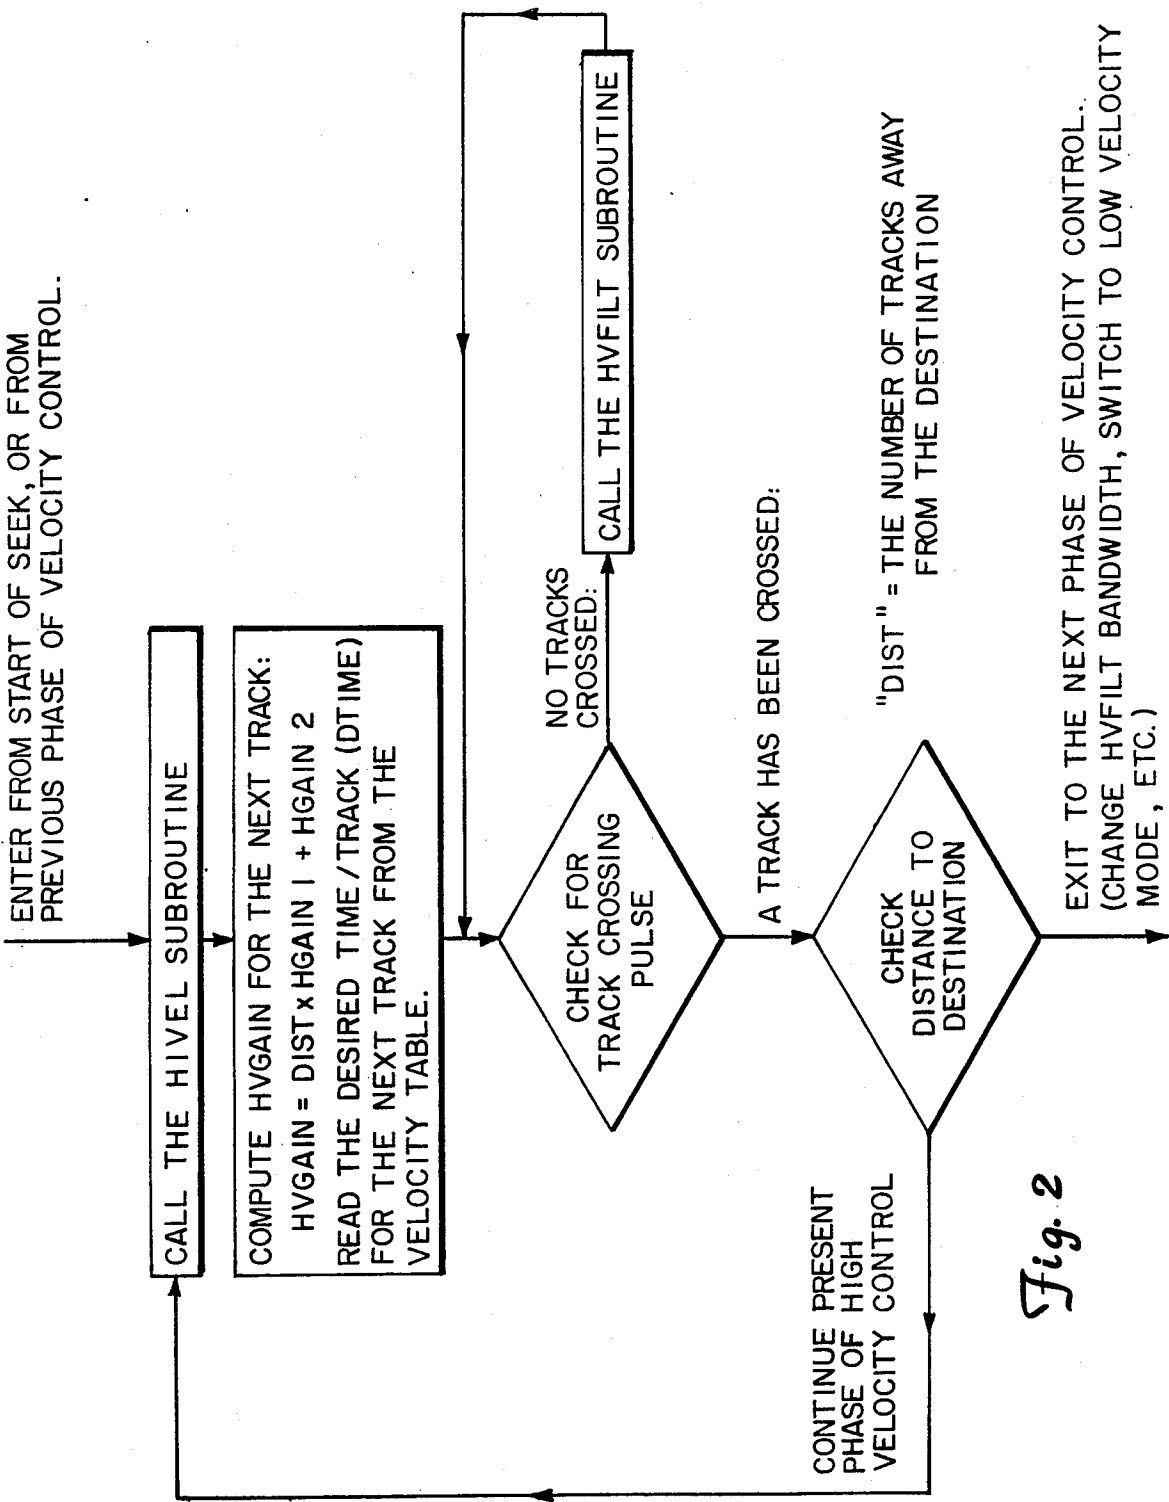 ENTER FROM START OF SEEK, OR FROM
PREVIOUS PHASE OF VELOCITY CONTROL.
CALL THE HIVEL SUBROUTINE
COMPUTE HVGAIN FOR THE NEXT TRACK:
HVGAIN = DIST x HGAIN 1 + HGAIN 2
READ THE DESIRED TIME/TRACK (DTIME)
FOR THE NEXT TRACK FROM THE
VELOCITY TABLE.
CHECK FOR
TRACK CROSSING
PULSE
NO TRACKS
CROSSED:
CALL THE HVFILT SUBROUTINE
A TRACK HAS BEEN CROSSED:
CHECK
DISTANCE TO
DESTINATION
"DIST" = THE NUMBER OF TRACKS AWAY
FROM THE DESTINATION
CONTINUE PRESENT
PHASE OF HIGH
VELOCITY CONTROL
EXIT TO THE NEXT PHASE OF VELOCITY CONTROL.
(CHANGE HVFILT BANDWIDTH, SWITCH TO LOW VELOCITY
MODE, ETC.)
Fig. 2